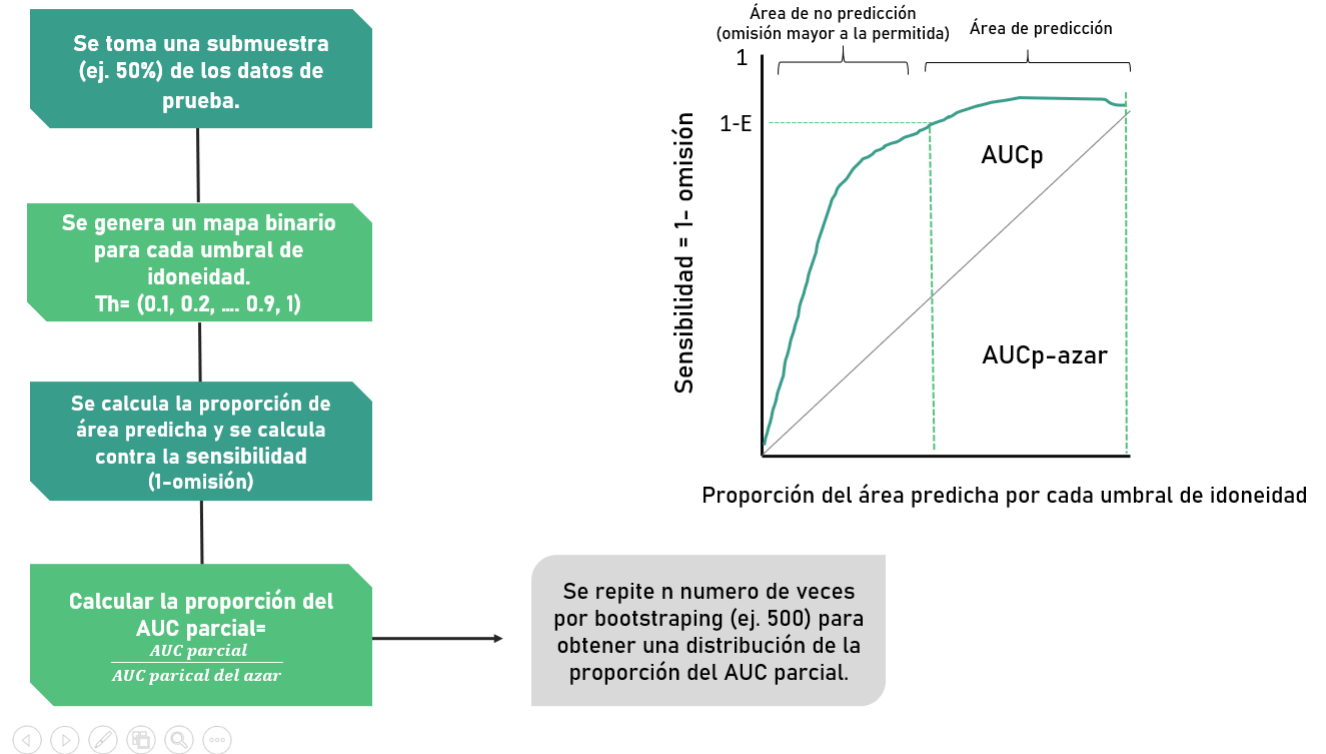 Se toma una submuestra
(ej. 50%) de los datos de
prueba.
Se genera un mapa binario
para cada umbral de
idoneidad.
Th= (0.1, 0.2, .... 0.9, 1)
Se calcula la proporción de
área predicha y se calcula
contra la sensibilidad
(1-omisión)
Calcular la proporción del
AUC parcial=
AUC parcial
AUC parical del azar
Se repite n numero de veces
por bootstraping (ej. 500) para
obtener una distribución de la
proporción del AUC parcial.
Área de no predicción
(omisión mayor a la permitida)
Área de predicción
1
1-E
Sensibilidad = 1- omisión
AUCp
AUCp-azar
Proporción del área predicha por cada umbral de idoneidad